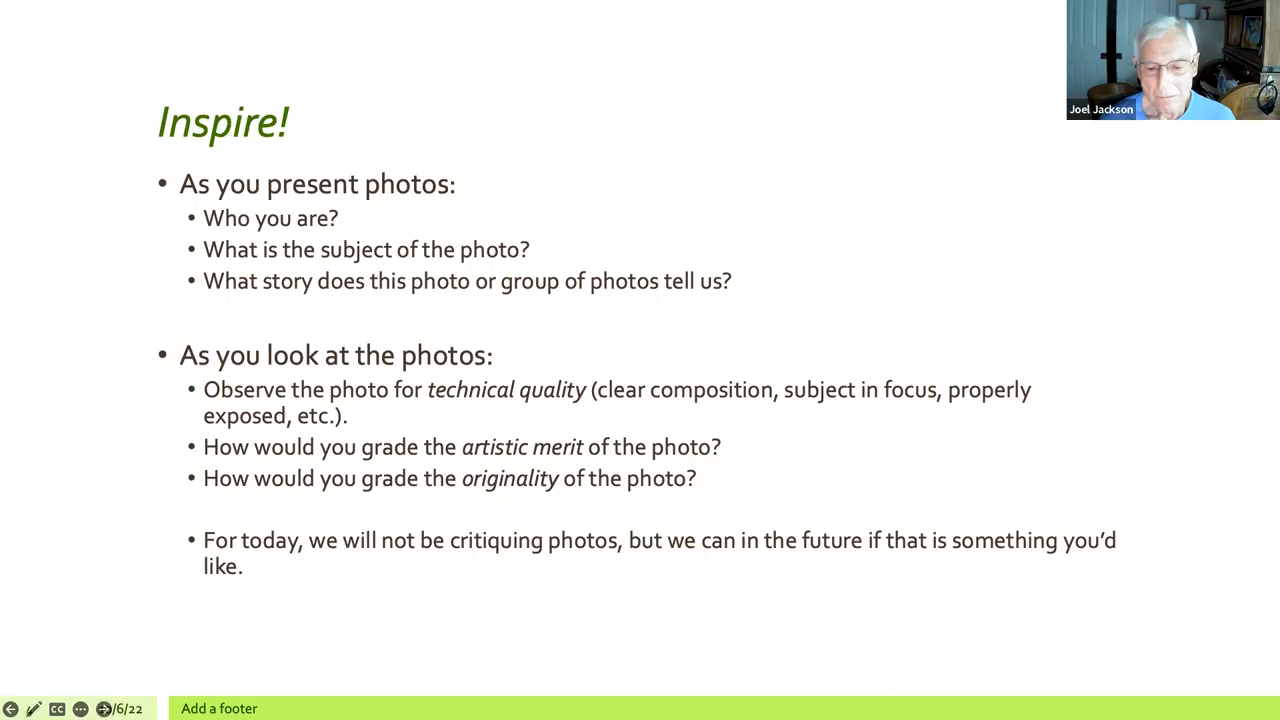 Joel Jackson
Inspire!
• As you present photos:
• Who you are?
• What is the subject of the photo?
• What story does this photo or group of photos tell us?
• As you look at the photos:
• Observe the photo for technical quality (clear composition, subject in focus, properly
exposed, etc.).
• How would you grade the artistic merit of the photo?
• How would you grade the originality of the photo?
• For today, we will not be critiquing photos, but we can in the future if that is something you'd
like.
CC
/6/22
Add a footer